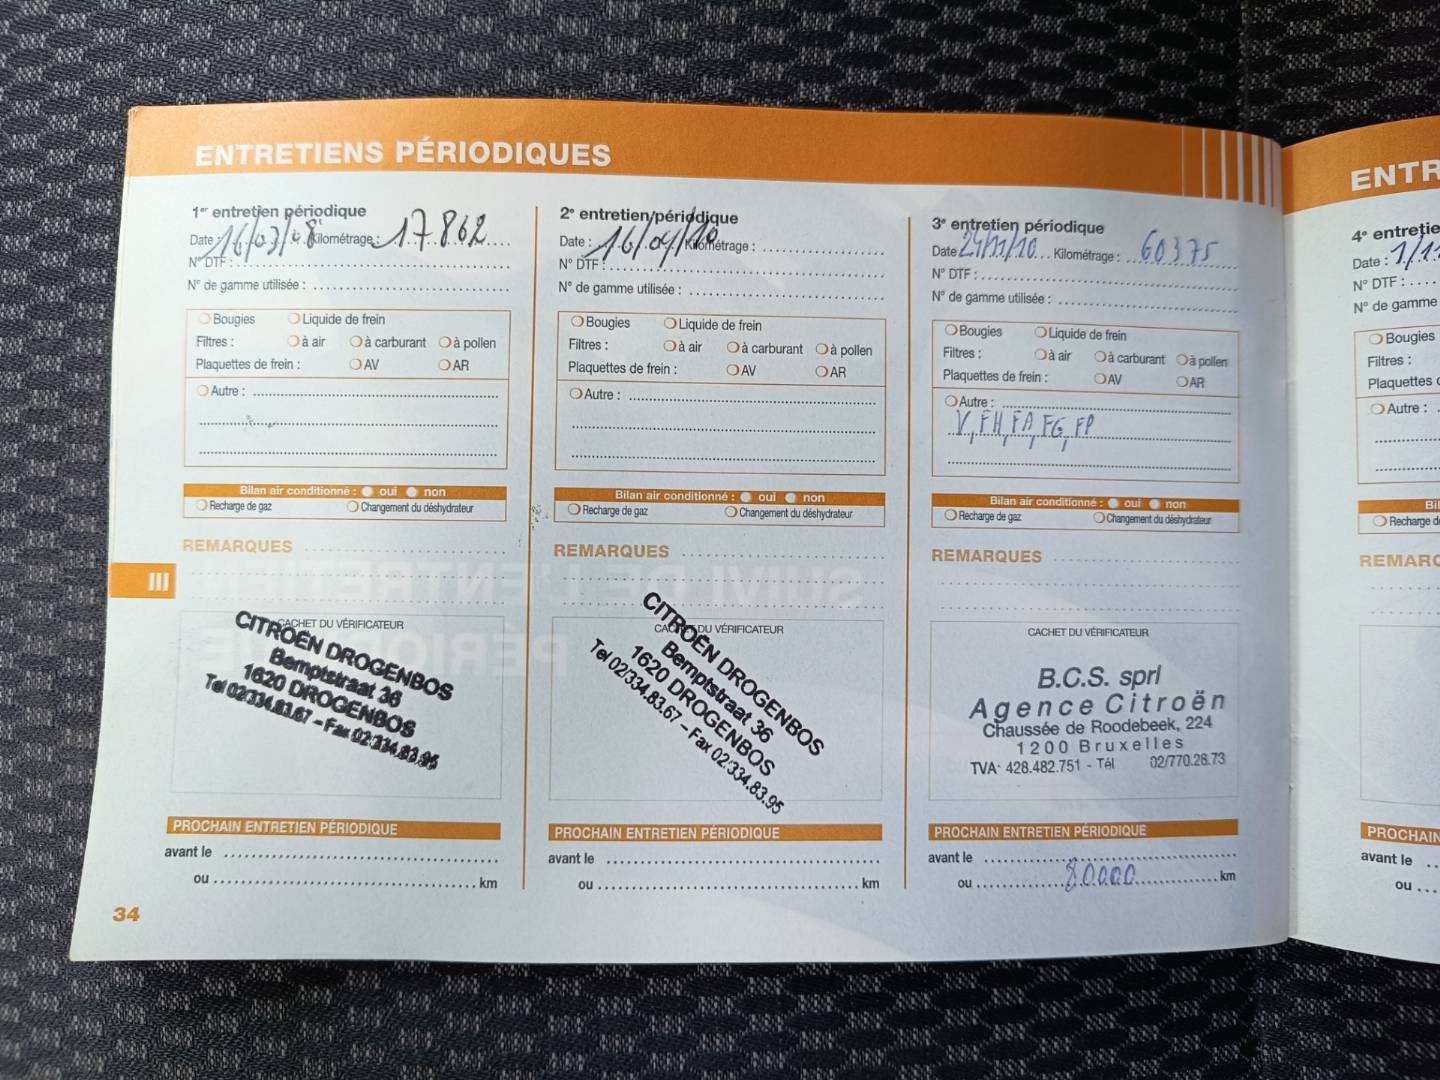 ENTRETIENS PÉRIODIQUES
1er entretien périodique
Date : 16/03/08 Kilométrage : 17862
N° DTF :
N° de gamme utilisée :
Bougies Liquide de frein
Filtres : à air à carburant à pollen
Plaquettes de frein : AV AR
Autre :
Bilan air conditionné : oui non
Recharge de gaz Changement du déshydrateur
REMARQUES
CACHET DU VÉRIFICATEUR
CITROËN DROGENBOS
Bemptstraat 36
1620 DROGENBOS
Tel 02/334.83.67 – Fax 02/334.83.95
PROCHAIN ENTRETIEN PÉRIODIQUE
avant le
ou km
2e entretien périodique
Date : 16/04/10 Kilométrage :
N° DTF :
N° de gamme utilisée :
Bougies Liquide de frein
Filtres : à air à carburant à pollen
Plaquettes de frein : AV AR
Autre :
Bilan air conditionné : oui non
Recharge de gaz Changement du déshydrateur
REMARQUES
CACHET DU VÉRIFICATEUR
CITROËN DROGENBOS
Bemptstraat 36
1620 DROGENBOS
Tel 02/334.83.67 – Fax 02/334.83.95
PROCHAIN ENTRETIEN PÉRIODIQUE
avant le
ou km
3e entretien périodique
Date 24/11/10 Kilométrage : 60375
N° DTF :
N° de gamme utilisée :
Bougies Liquide de frein
Filtres : à air à carburant à pollen
Plaquettes de frein : AV AR
Autre :
V, FH, FA, FG, FP
Bilan air conditionné : oui non
Recharge de gaz Changement du déshydrateur
REMARQUES
CACHET DU VÉRIFICATEUR
B.C.S. sprl
Agence Citroën
Chaussée de Roodebeek, 224
1200 Bruxelles
TVA· 428.482.751 - Tél 02/770.28.73
PROCHAIN ENTRETIEN PÉRIODIQUE
avant le
ou 80000 km
III
34
ENTR
4e entretie
Date :
N° DTF :
N° de gamme
Bougies
Filtres :
Plaquettes
Autre :
Recharge d
REMARQ
PROCHAIN
avant le
ou